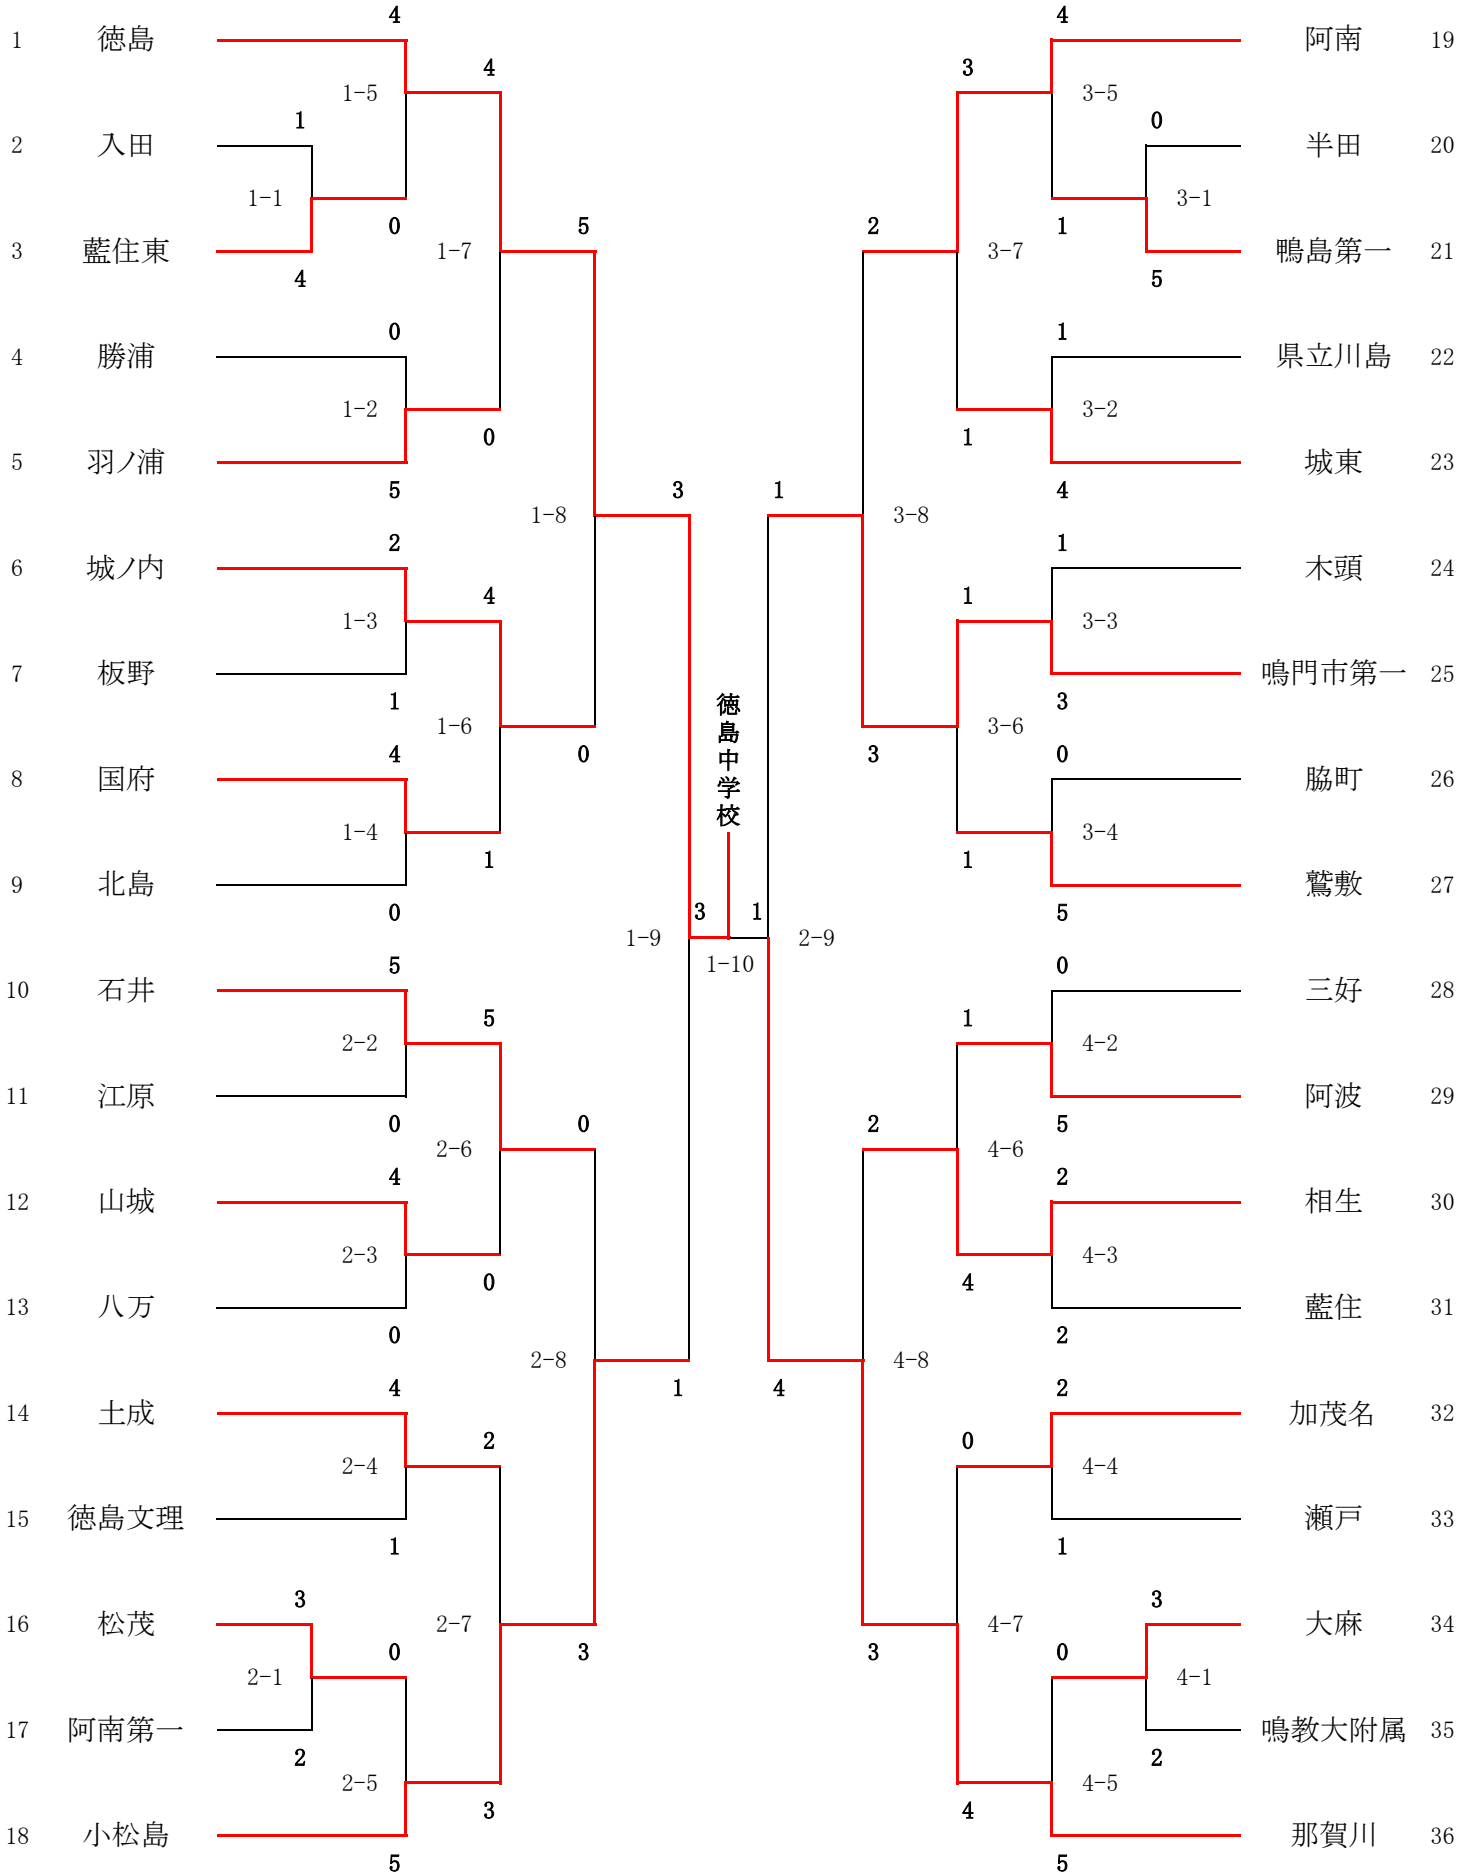 4 4
1 徳島 阿南 19
4 3
1-5 3-5
1 0
2 入田 半田 20
1-1 3-1
0 5 2 1
3 藍住東 1-7 3-7 鴨島第一 21
4 5
0 1
4 勝浦 県立川島 22
1-2 3-2
0 1
5 羽ノ浦 城東 23
5 3 1 4
1-8 3-8
2 1
6 城ノ内 木頭 24
4 1
1-3 3-3
7 板野 鳴門市第一 25
1 3
徳島中学校
1-6 3-6
4 0 3 0
8 国府 脇町 26
1-4 3-4
1 1
9 北島 鷲敷 27
0 3 1 5
1-9 2-9
5 1-10 0
10 石井 三好 28
5 1
2-2 4-2
11 江原 阿波 29
0 0 2 5
2-6 4-6
4 2
12 山城 相生 30
2-3 4-3
0 4
13 八万 藍住 31
0 2
2-8 4-8
4 1 4 2
14 土成 加茂名 32
2 0
2-4 4-4
15 徳島文理 瀬戸 33
1 1
3 3
16 松茂 2-7 4-7 大麻 34
0 3 3 0
2-1 4-1
17 阿南第一 鳴教大附属 35
2 2
2-5 4-5
3 4
18 小松島 那賀川 36
5 5